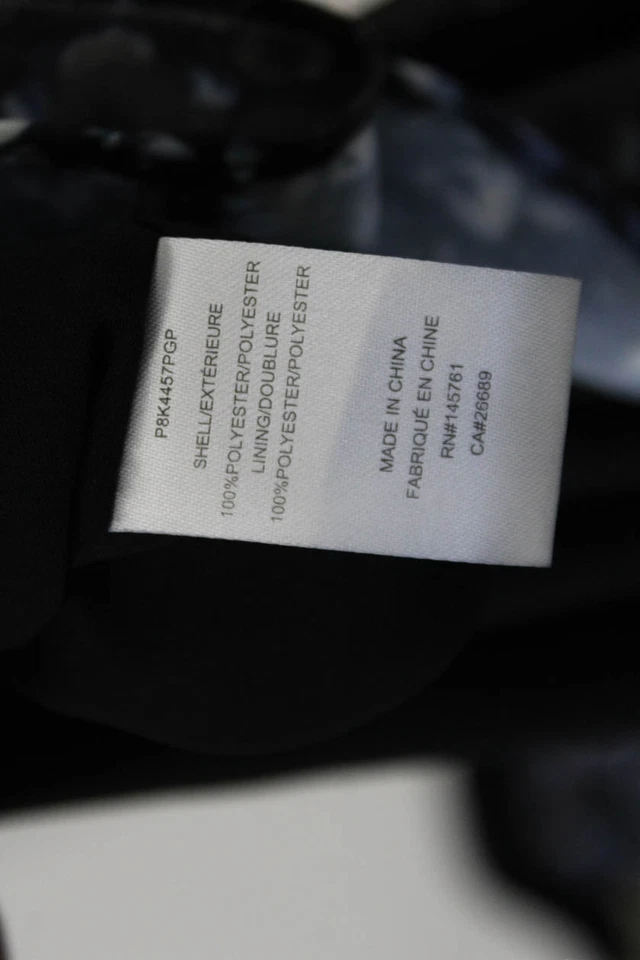 P8K4457PGP
SHELL/EXTÉRIEURE
100%POLYESTER/POLYESTER
LINING/DOUBLURE
100%POLYESTER/POLYESTER
MADE IN CHINA
FABRIQUÉ EN CHINE
RN#145761
CA#26689